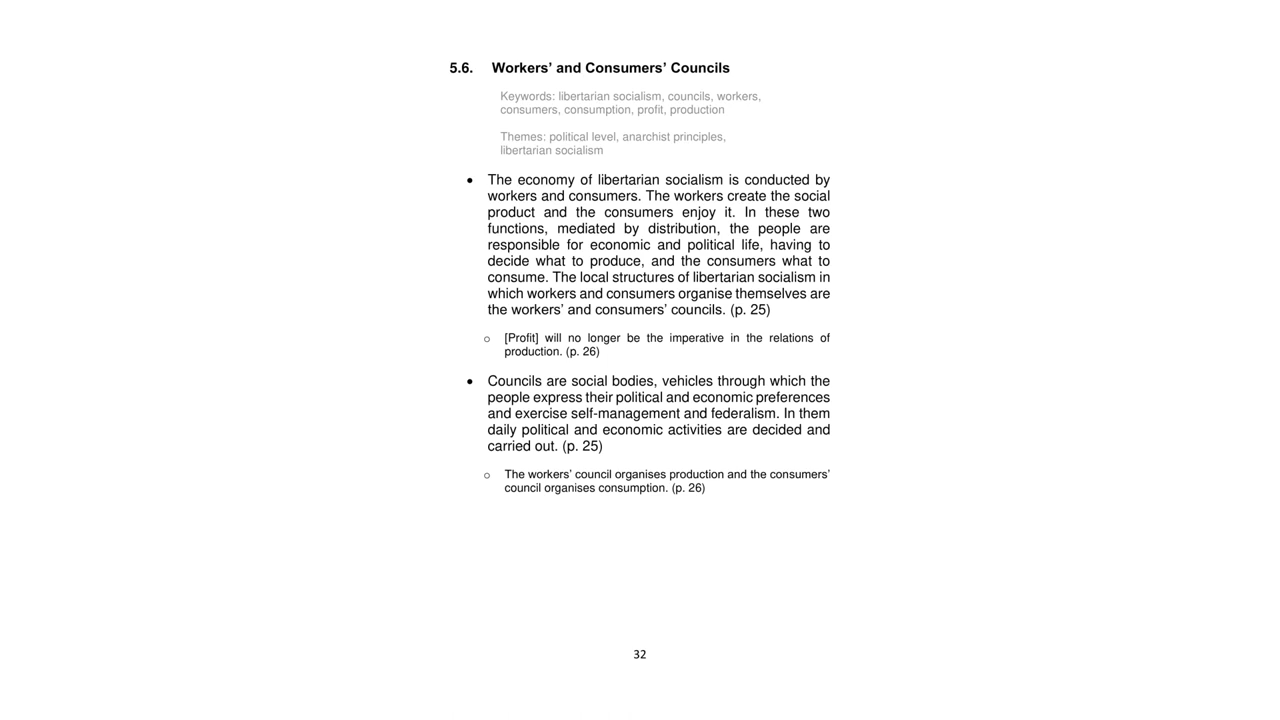 5.6. Workers’ and Consumers’ Councils
Keywords: libertarian socialism, councils, workers,
consumers, consumption, profit, production
Themes: political level, anarchist principles,
libertarian socialism
• The economy of libertarian socialism is conducted by
workers and consumers. The workers create the social
product and the consumers enjoy it. In these two
functions, mediated by distribution, the people are
responsible for economic and political life, having to
decide what to produce, and the consumers what to
consume. The local structures of libertarian socialism in
which workers and consumers organise themselves are
the workers’ and consumers’ councils. (p. 25)
o [Profit] will no longer be the imperative in the relations of
production. (p. 26)
• Councils are social bodies, vehicles through which the
people express their political and economic preferences
and exercise self-management and federalism. In them
daily political and economic activities are decided and
carried out. (p. 25)
o The workers’ council organises production and the consumers’
council organises consumption. (p. 26)
32